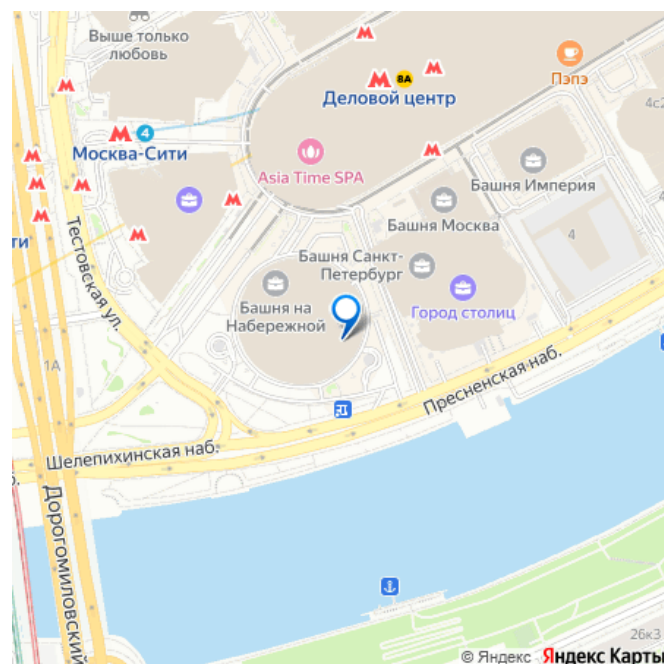 Выше только
любовь
Пэпэ
8А
Деловой центр
4
Москва-Сити
Asia Time SPA
Башня Империя
Башня Москва
Башня Санкт-
Петербург
4
Тестовская ул.
Башня на
Набережной
Город столиц
1А
Пресненская наб.
Шелепихинская наб.
Дорогомиловский
26к3
© Яндекс Яндекс Карты